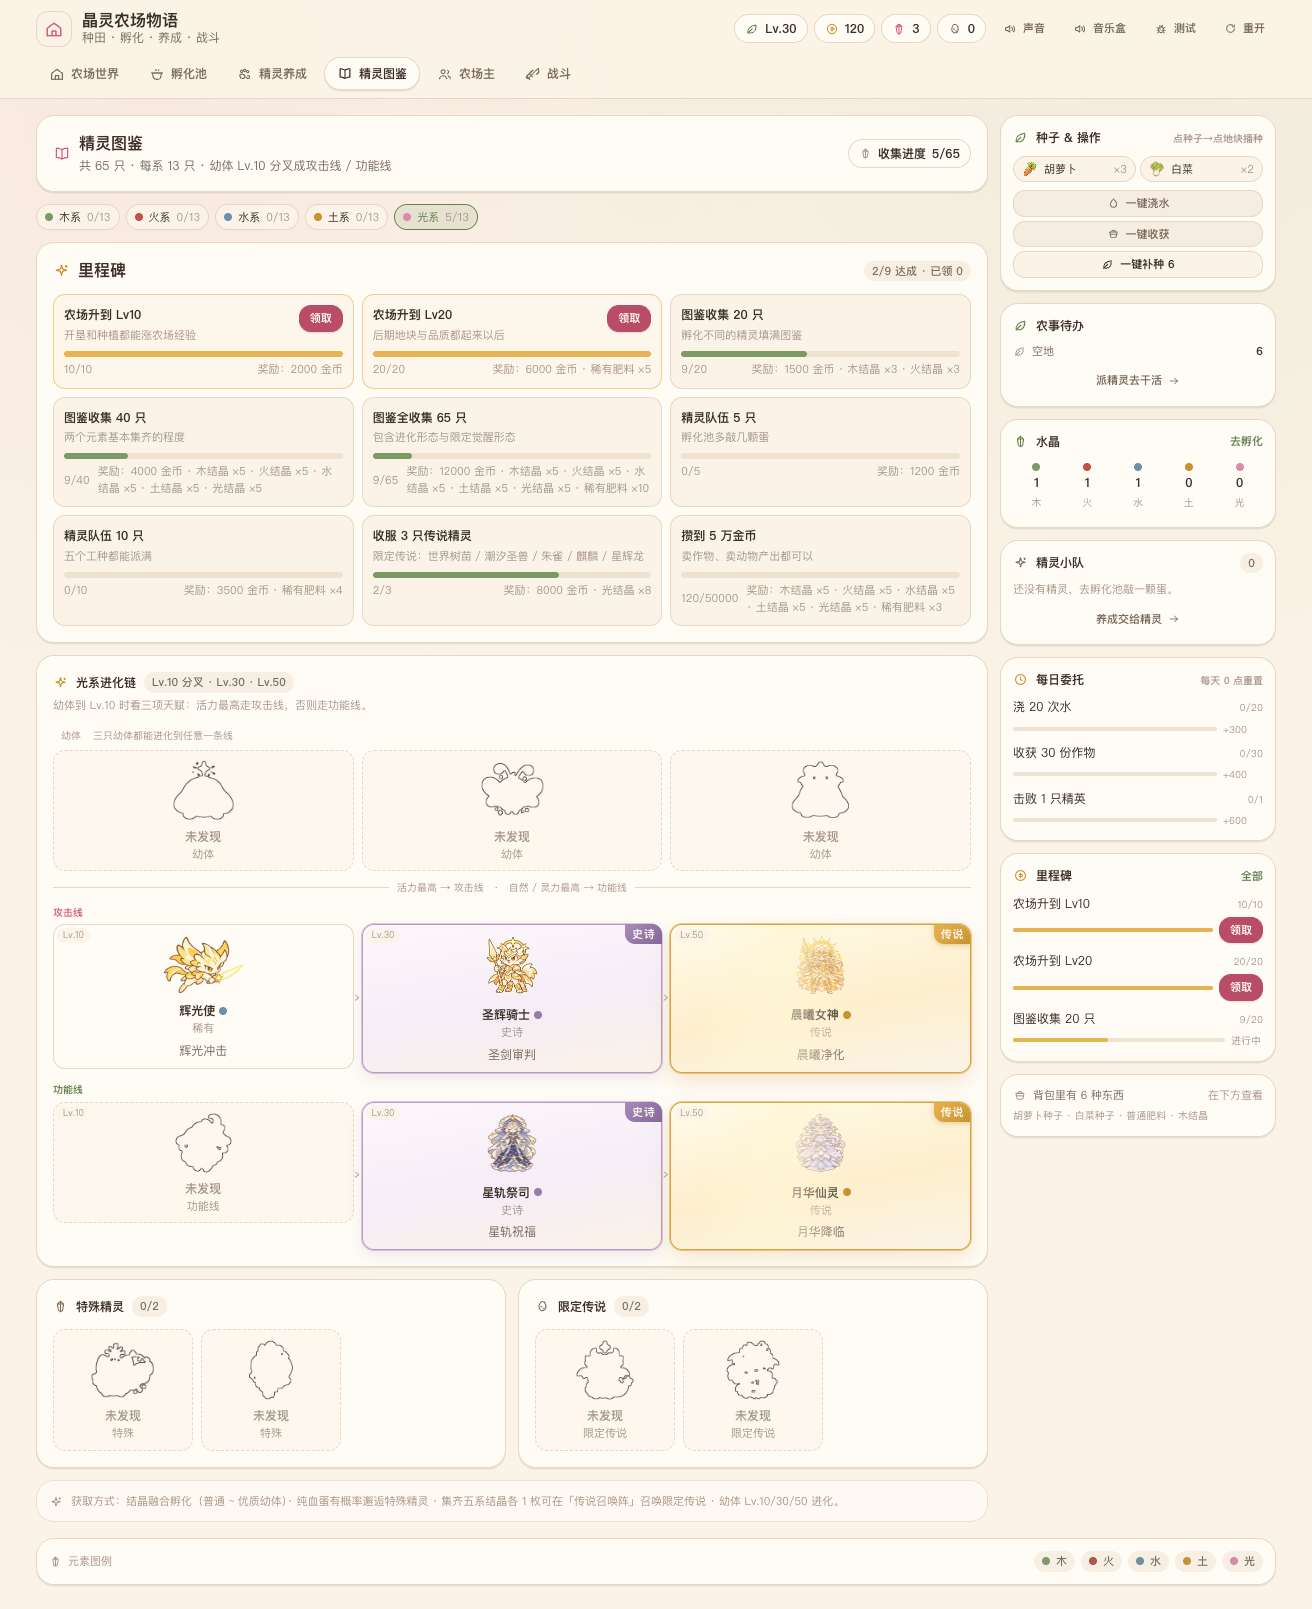 晶灵农场物语
种田 · 孵化 · 养成 · 战斗
Lv.30
120
3
0
声音
音乐盒
测试
重开
农场世界
孵化池
精灵养成
精灵图鉴
农场主
战斗
精灵图鉴
共 65 只 · 每系 13 只 · 幼体 Lv.10 分叉成攻击线 / 功能线
收集进度 5/65
木系 0/13
火系 0/13
水系 0/13
土系 0/13
光系 5/13
里程碑
2/9 达成 · 已领 0
农场升到 Lv10
领取
开垦和种植都能涨农场经验
10/10
奖励：2000 金币
农场升到 Lv20
领取
后期地块与品质都起来以后
20/20
奖励：6000 金币 · 稀有肥料 ×5
图鉴收集 20 只
孵化不同的精灵填满图鉴
9/20
奖励：1500 金币 · 木结晶 ×3 · 火结晶 ×3
图鉴收集 40 只
两个元素基本集齐的程度
9/40
奖励：4000 金币 · 木结晶 ×5 · 火结晶 ×5 · 水
结晶 ×5 · 土结晶 ×5 · 光结晶 ×5
图鉴全收集 65 只
包含进化形态与限定觉醒形态
9/65
奖励：12000 金币 · 木结晶 ×5 · 火结晶 ×5 · 水
结晶 ×5 · 土结晶 ×5 · 光结晶 ×5 · 稀有肥料 ×10
精灵队伍 5 只
孵化池多敲几颗蛋
0/5
奖励：1200 金币
精灵队伍 10 只
五个工种都能派满
0/10
奖励：3500 金币 · 稀有肥料 ×4
收服 3 只传说精灵
限定传说：世界树苗 / 潮汐圣兽 / 朱雀 / 麒麟 / 星辉龙
2/3
奖励：8000 金币 · 光结晶 ×8
攒到 5 万金币
卖作物、卖动物产出都可以
120/50000
奖励：木结晶 ×5 · 火结晶 ×5 · 水结晶 ×5
· 土结晶 ×5 · 光结晶 ×5 · 稀有肥料 ×3
光系进化链
Lv.10 分叉 · Lv.30 · Lv.50
幼体到 Lv.10 时看三项天赋：活力最高走攻击线，否则走功能线。
幼体 三只幼体都能进化到任意一条线
未发现
幼体
未发现
幼体
未发现
幼体
活力最高 → 攻击线 · 自然 / 灵力最高 → 功能线
攻击线
Lv.10
辉光使
稀有
辉光冲击
Lv.30
史诗
圣辉骑士
史诗
圣剑审判
Lv.50
传说
晨曦女神
传说
晨曦净化
功能线
Lv.10
未发现
功能线
Lv.30
史诗
星轨祭司
史诗
星轨祝福
Lv.50
传说
月华仙灵
传说
月华降临
特殊精灵
0/2
未发现
特殊
未发现
特殊
限定传说
0/2
未发现
限定传说
未发现
限定传说
获取方式：结晶融合孵化（普通 ~ 优质幼体）· 纯血蛋有概率邂逅特殊精灵 · 集齐五系结晶各 1 枚可在「传说召唤阵」召唤限定传说 · 幼体 Lv.10/30/50 进化。
元素图例
木
火
水
土
光
种子 & 操作
点种子→点地块播种
胡萝卜 ×3
白菜 ×2
一键浇水
一键收获
一键补种 6
农事待办
空地
6
派精灵去干活 →
水晶
去孵化
1
1
1
0
0
木
火
水
土
光
精灵小队
0
还没有精灵，去孵化池敲一颗蛋。
养成交给精灵 →
每日委托
每天 0 点重置
浇 20 次水
0/20
+300
收获 30 份作物
0/30
+400
击败 1 只精英
0/1
+600
里程碑
全部
农场升到 Lv10
10/10
领取
农场升到 Lv20
20/20
领取
图鉴收集 20 只
9/20
进行中
背包里有 6 种东西
在下方查看
胡萝卜种子 · 白菜种子 · 普通肥料 · 木结晶